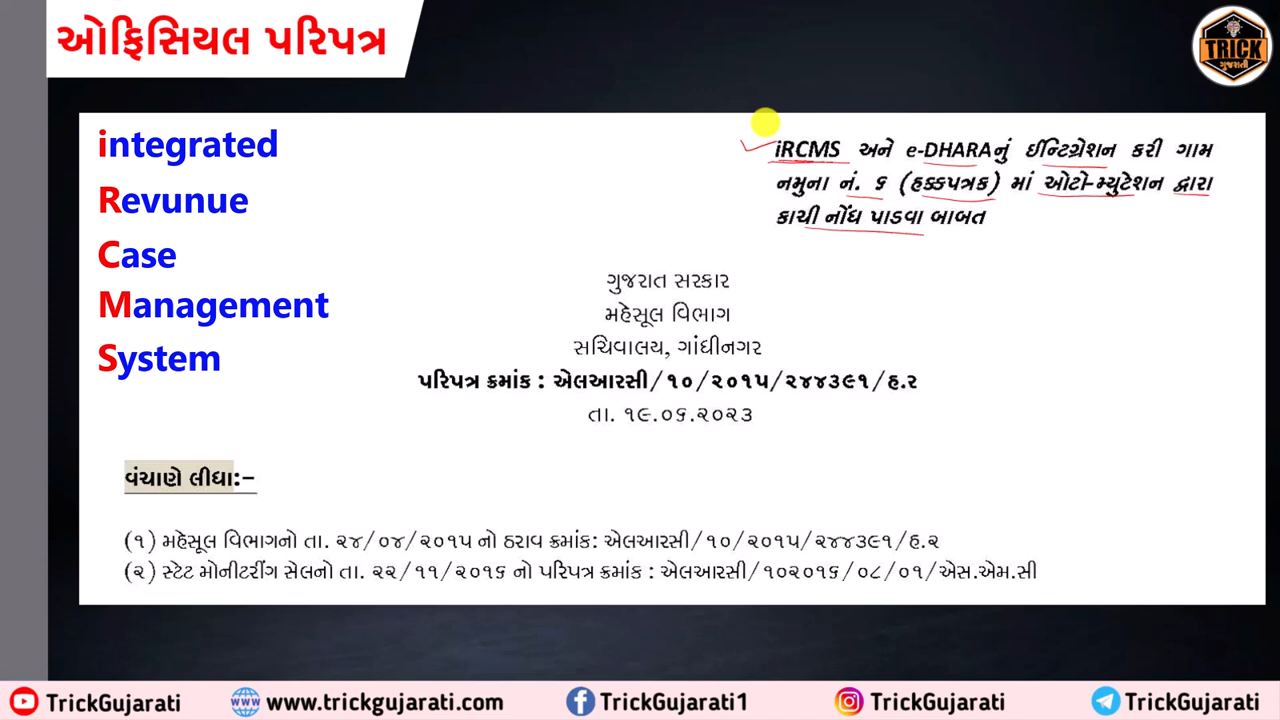 ઓફિસિયલ પરિપત્ર
TRICK
ગુજરાતી
integrated
Revunue
Case
Management
System
iRCMS અને e-DHARAનું ઈન્ટિગ્રેશન કરી ગામ
નમુના નં. ૬ (હક્કપત્રક) માં ઓટો-મ્યુટેશન દ્વારા
કાચી નોંધ પાડવા બાબત
ગુજરાત સરકાર
મહેસૂલ વિભાગ
સચિવાલય, ગાંધીનગર
પરિપત્ર ક્રમાંક : એલઆરસી/૧૦/૨૦૧૫/૨૪૪૩૯૧/હ.૨
તા. ૧૯.૦૬.૨૦૨૩
વંચાણે લીધા:-
(૧) મહેસૂલ વિભાગનો તા. ૨૪/૦૪/૨૦૧૫ નો ઠરાવ ક્રમાંક: એલઆરસી/૧૦/૨૦૧૫/૨૪૪૩૯૧/હ.૨
(૨) સ્ટેટ મોનીટરીંગ સેલનો તા. ૨૨/૧૧/૨૦૧૬ નો પરિપત્ર ક્રમાંક : એલઆરસી/૧૦૨૦૧૬/૦૮/૦૧/એસ.એમ.સી
TrickGujarati
www.trickgujarati.com
TrickGujarati1
TrickGujarati
TrickGujarati